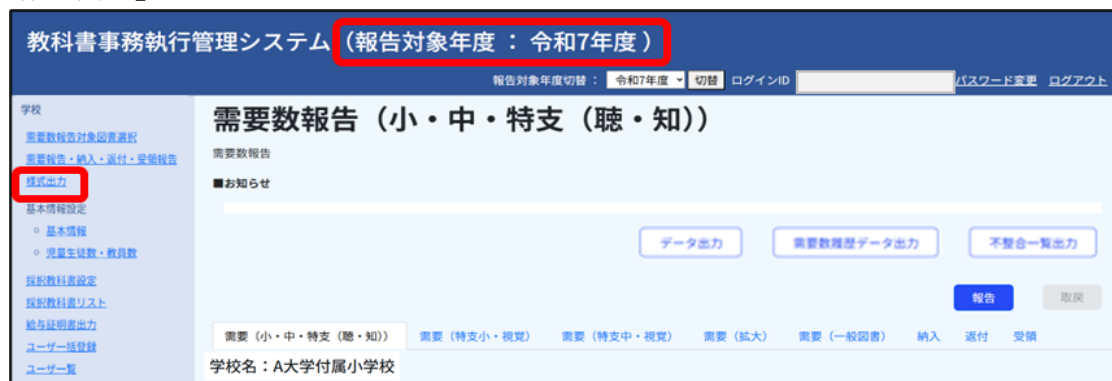 教科書事務執行管理システム（報告対象年度 ： 令和7年度 ）
報告対象年度切替： 令和7年度 切替 ログインID パスワード変更 ログアウト
学校
需要数報告対象図書選択
需要報告・納入・返付・受領報告
様式出力
基本情報設定
基本情報
児童生徒数・教員数
採択教科書設定
採択教科書リスト
給与証明書出力
ユーザー一括登録
ユーザー一覧
需要数報告（小・中・特支（聴・知））
需要数報告
■お知らせ
データ出力 需要数履歴データ出力 不整合一覧出力
報告 取戻
需要（小・中・特支（聴・知）） 需要（特支小・視覚） 需要（特支中・視覚） 需要（拡大） 需要（一般図書） 納入 返付 受領
学校名：A大学付属小学校